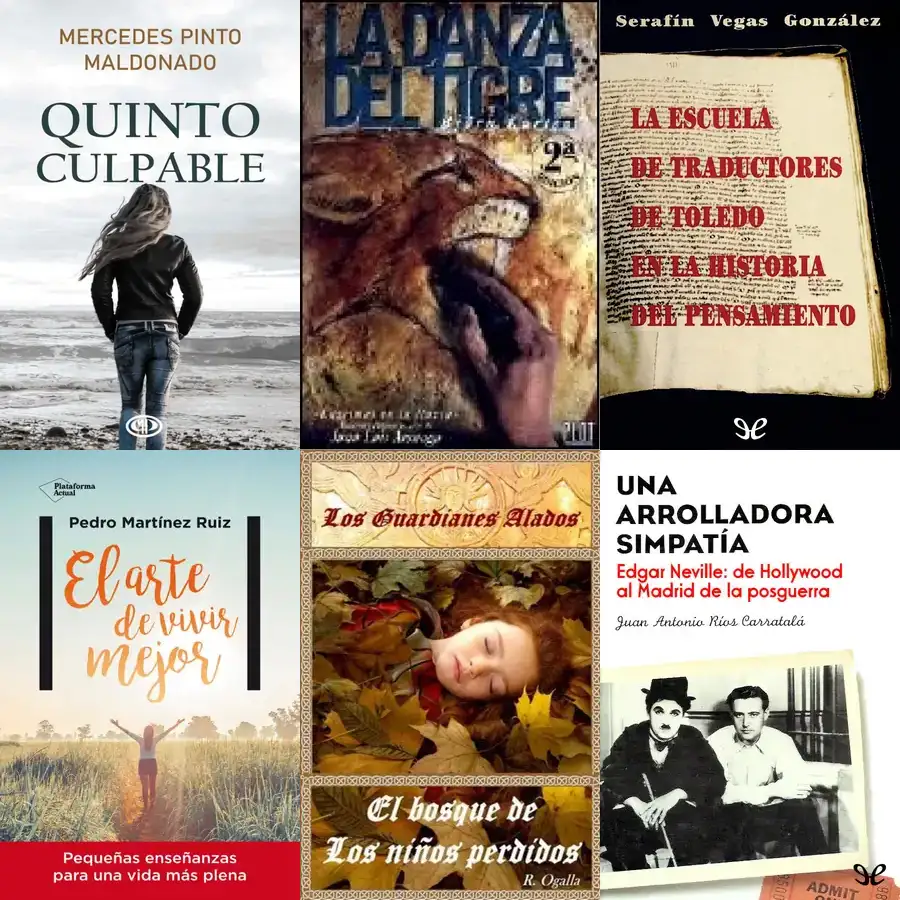 MERCEDES PINTO
MALDONADO
QUINTO
CULPABLE
LA DANZA
DEL TIGRE
2ª
Serafín Vegas González
LA ESCUELA
DE TRADUCTORES
DE TOLEDO
EN LA HISTORIA
DEL PENSAMIENTO
Plataforma
Actual
Pedro Martínez Ruiz
El arte
de vivir
mejor
Pequeñas enseñanzas
para una vida más plena
Los Guardianes Alados
El bosque de
Los niños perdidos
R. Ogalla
UNA
ARROLLADORA
SIMPATÍA
Edgar Neville: de Hollywood
al Madrid de la posguerra
Juan Antonio Ríos Carratalá
ADMIT